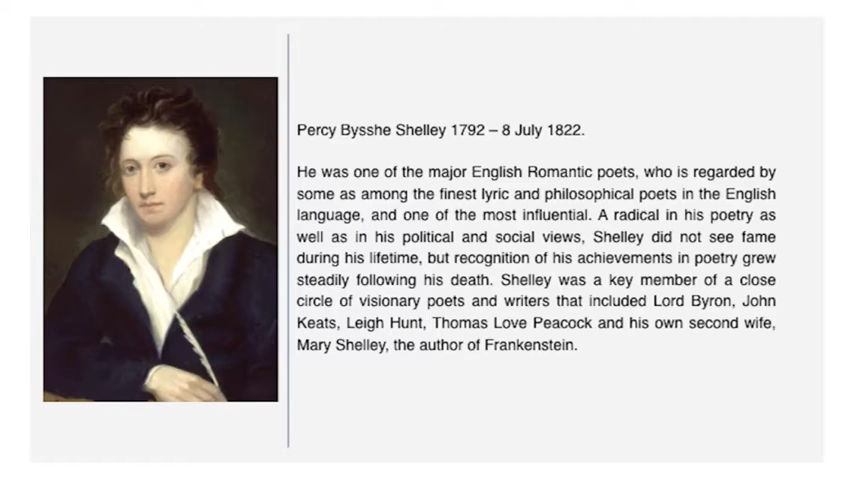 Percy Bysshe Shelley 1792 – 8 July 1822.
He was one of the major English Romantic poets, who is regarded by
some as among the finest lyric and philosophical poets in the English
language, and one of the most influential. A radical in his poetry as
well as in his political and social views, Shelley did not see fame
during his lifetime, but recognition of his achievements in poetry grew
steadily following his death. Shelley was a key member of a close
circle of visionary poets and writers that included Lord Byron, John
Keats, Leigh Hunt, Thomas Love Peacock and his own second wife,
Mary Shelley, the author of Frankenstein.